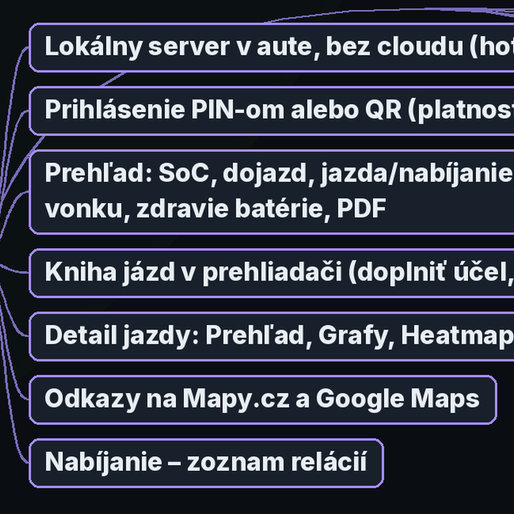 Lokálny server v aute, bez cloudu
Prihlásenie PIN-om alebo QR
Prehľad: SoC, dojazd, jazda/nabíjanie
vonku, zdravie batérie, PDF
Kniha jázd v prehliadači (doplniť účel,
Detail jazdy: Prehľad, Grafy, Heatmap
Odkazy na Mapy.cz a Google Maps
Nabíjanie – zoznam relácií